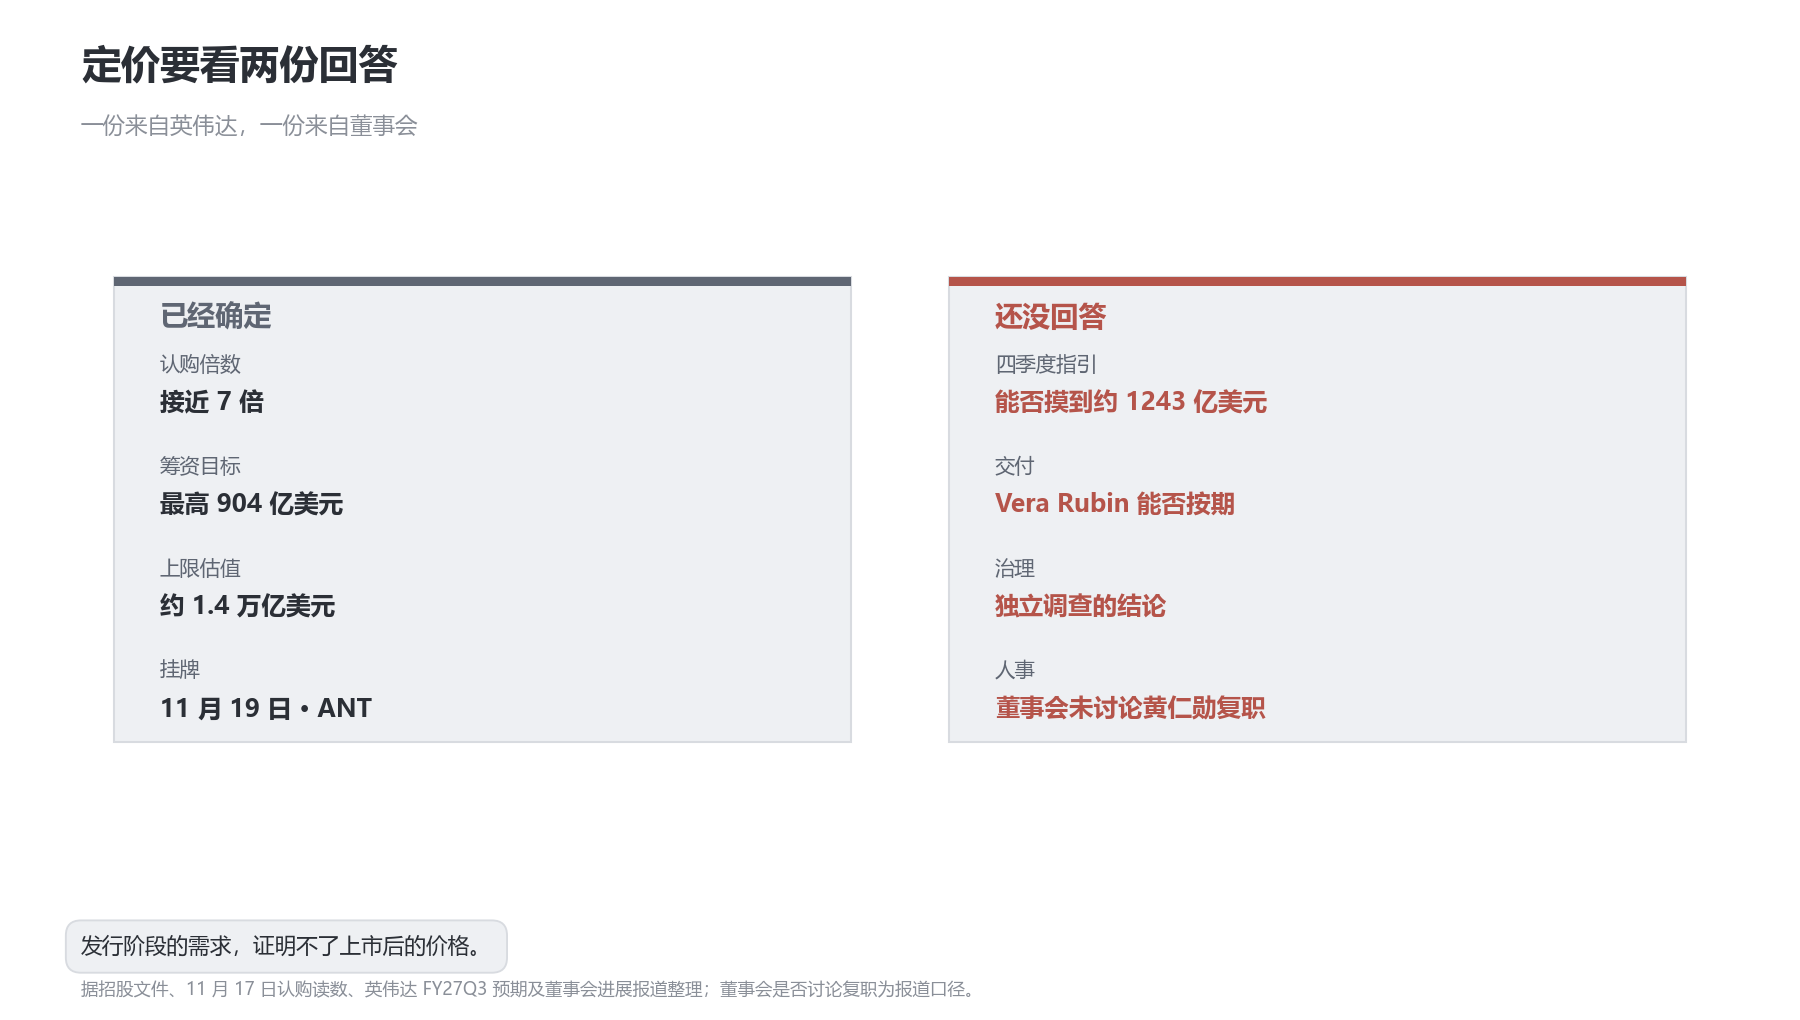 定价要看两份回答
一份来自英伟达，一份来自董事会
已经确定
认购倍数
接近 7 倍
筹资目标
最高 904 亿美元
上限估值
约 1.4 万亿美元
挂牌
11 月 19 日 • ANT
还没回答
四季度指引
能否摸到约 1243 亿美元
交付
Vera Rubin 能否按期
治理
独立调查的结论
人事
董事会未讨论黄仁勋复职
发行阶段的需求，证明不了上市后的价格。
据招股文件、11 月 17 日认购读数、英伟达 FY27Q3 预期及董事会进展报道整理；董事会是否讨论复职为报道口径。